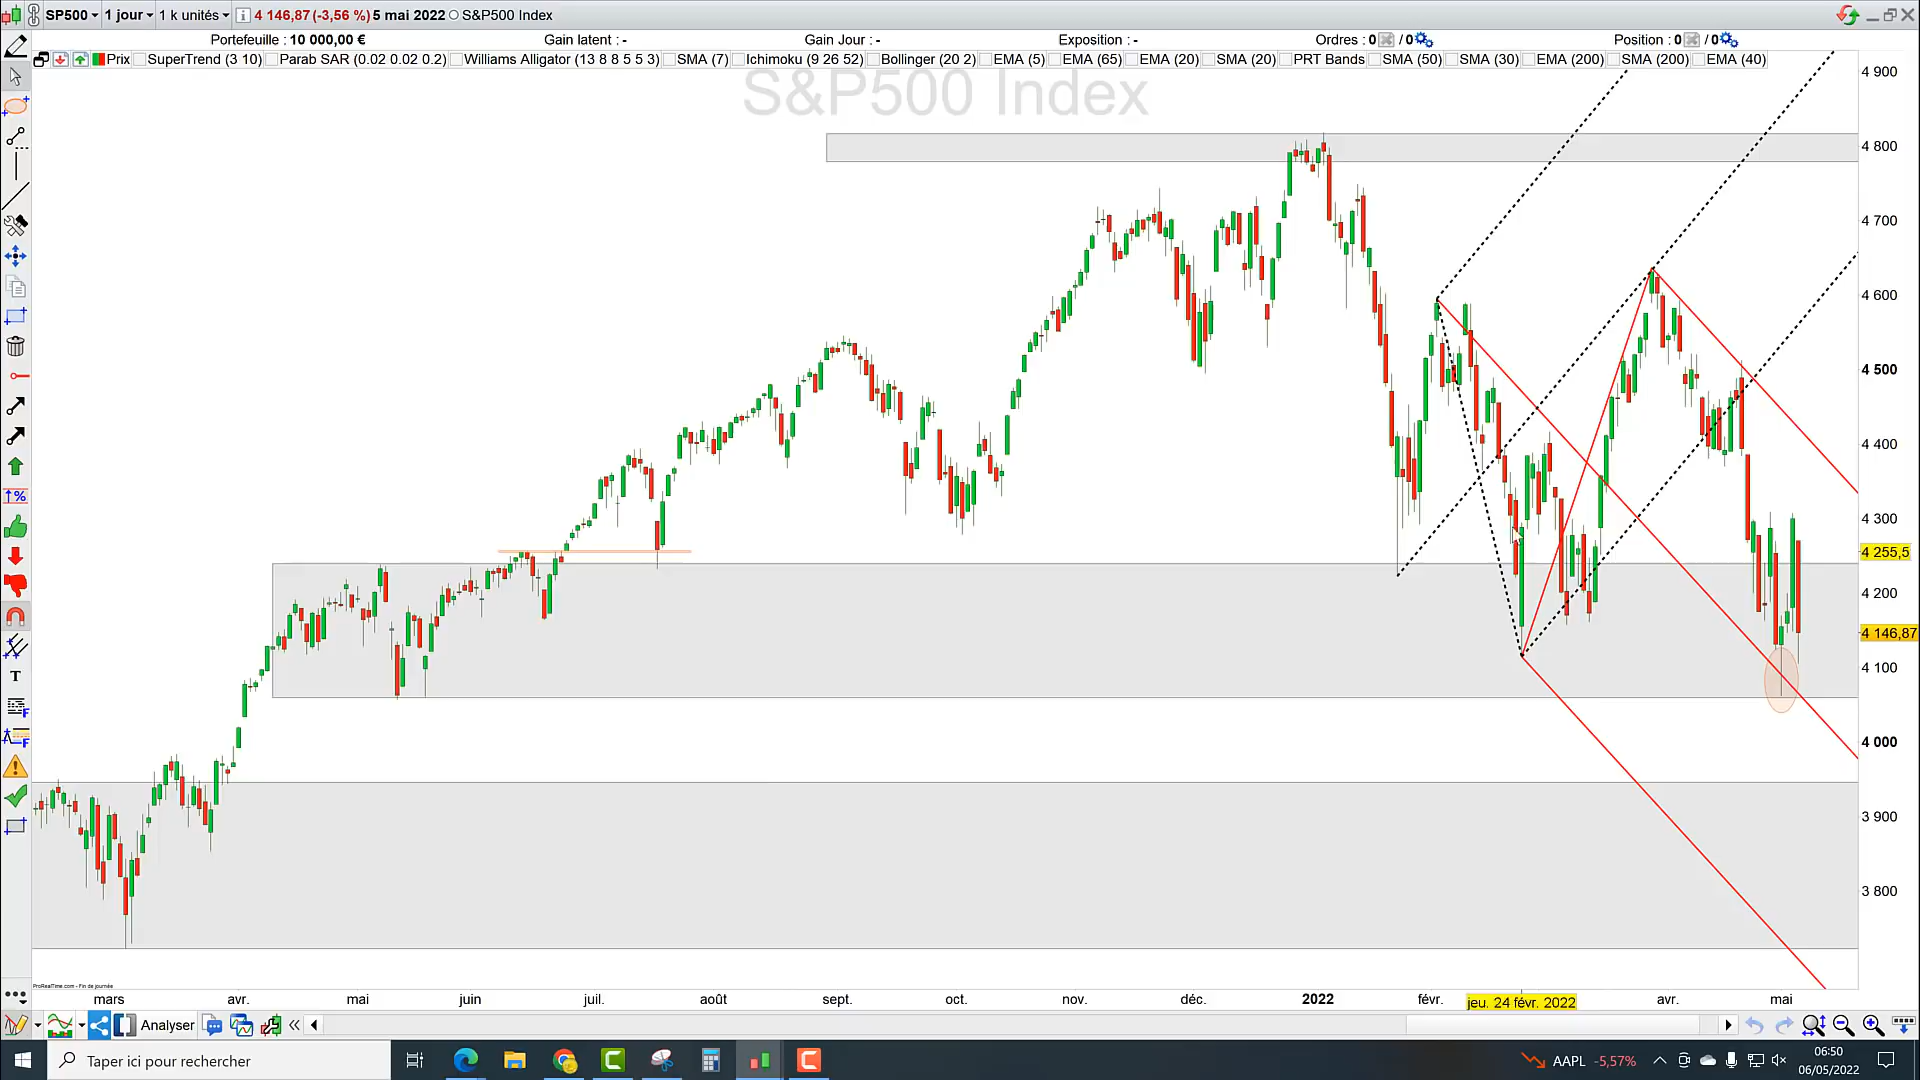 SP500 1 jour 1 k unités 4 146,87 (-3,56 %) 5 mai 2022 S&P500 Index
Portefeuille : 10 000,00 € Gain latent : - Gain Jour : - Exposition : - Ordres : 0 / 0 Position : 0 / 0
Prix SuperTrend (3 10) Parab SAR (0.02 0.02 0.2) Williams Alligator (13 8 8 5 5 3) SMA (7) Ichimoku (9 26 52) Bollinger (20 2) EMA (5) EMA (65) EMA (20) SMA (20) PRT Bands SMA (50) SMA (30) EMA (200) SMA (200) EMA (40)
S&P500 Index
4 900
4 800
4 700
4 600
4 500
4 400
4 300
4 255,5
4 200
4 146,87
4 100
4 000
3 900
3 800
ProRealTime.com - Fin de journée
mars avr. mai juin juil. août sept. oct. nov. déc. 2022 févr. jeu. 24 févr. 2022 avr. mai
Analyser
Taper ici pour rechercher
AAPL -5,57%
06:50
06/05/2022